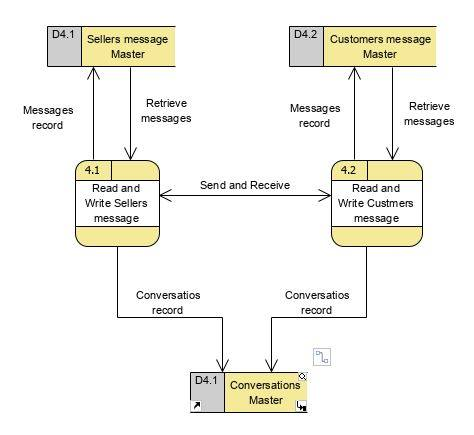 D4.1
Sellers message
Master
D4.2
Customers message
Master
Messages
record
Retrieve
messages
Messages
record
Retrieve
messages
4.1
Read and
Write Sellers
message
Send and Receive
4.2
Read and
Write Custmers
message
Conversatios
record
Conversatios
record
D4.1
Conversations
Master